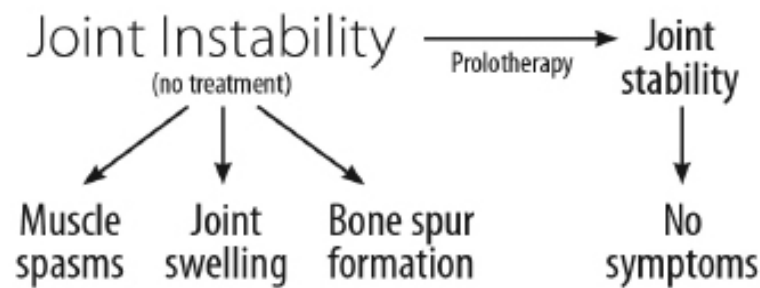 Joint Instability
(no treatment)
Prolotherapy
Joint
stability
Muscle
spasms
Joint
swelling
Bone spur
formation
No
symptoms